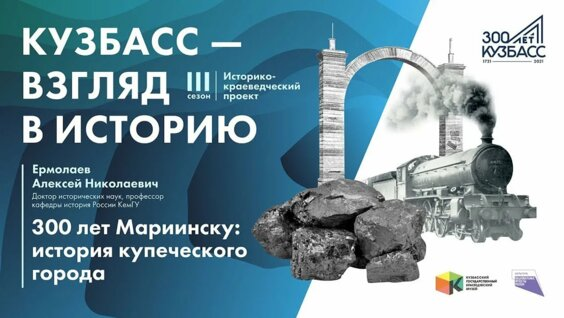 КУЗБАСС —
ВЗГЛЯД
В ИСТОРИЮ
III
СЕЗОН
Историко-
краеведческий
проект
300 ЛЕТ
КУЗБАСС
1721 2021
Ермолаев
Алексей Николаевич
Доктор исторических наук, профессор
кафедры история России КемГУ
300 лет Мариинску:
история купеческого
города
КУЗБАССКИЙ
ГОСУДАРСТВЕННЫЙ
КРАЕВЕДЧЕСКИЙ
МУЗЕЙ